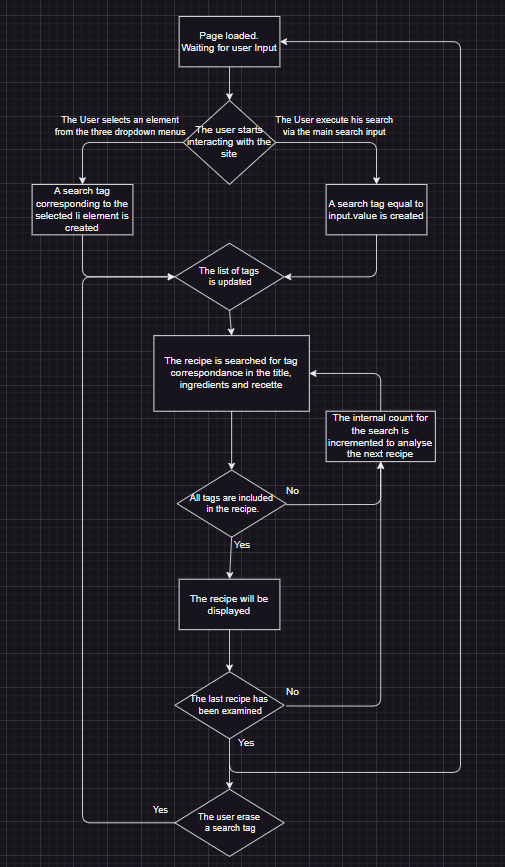 Page loaded.
Waiting for user Input
The User selects an element
from the three dropdown menus
The User execute his search
via the main search input
The user starts
interacting with the
site
A search tag
corresponding to the
selected li element is
created
A search tag equal to
input.value is created
The list of tags
is updated
The recipe is searched for tag
correspondance in the title,
ingredients and recette
The internal count for
the search is
incremented to analyse
the next recipe
All tags are included
in the recipe.
No
Yes
The recipe will be
displayed
The last recipe has
been examined
No
Yes
Yes
The user erase
a search tag